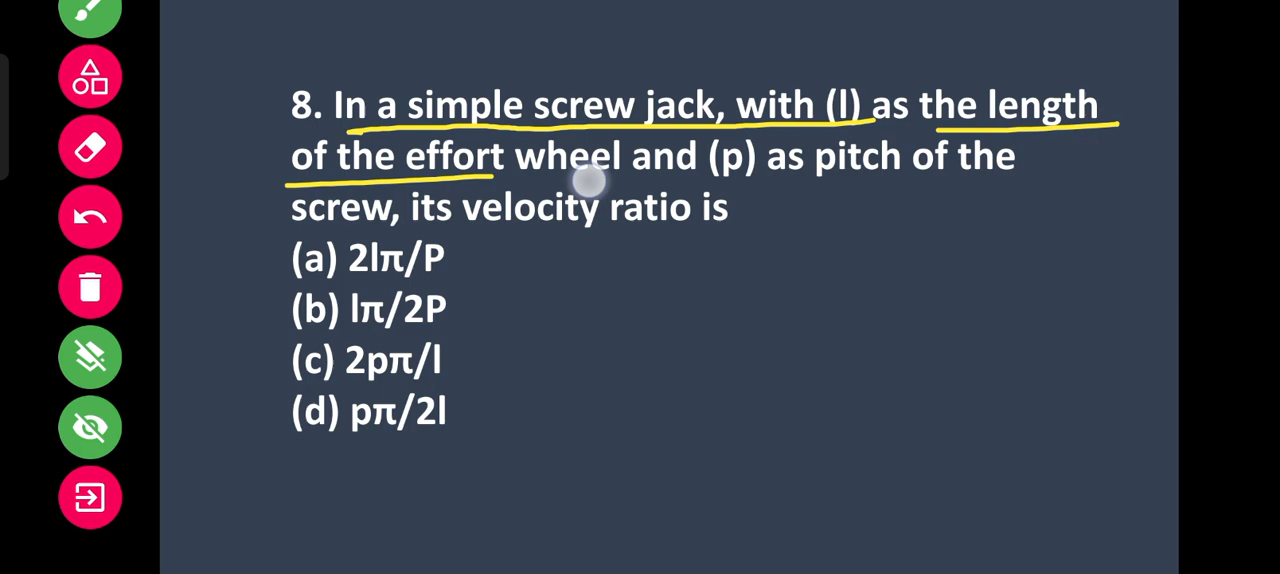 8. In a simple screw jack, with (l) as the length
of the effort wheel and (p) as pitch of the
screw, its velocity ratio is
(a) 2lπ/P
(b) lπ/2P
(c) 2pπ/l
(d) pπ/2l